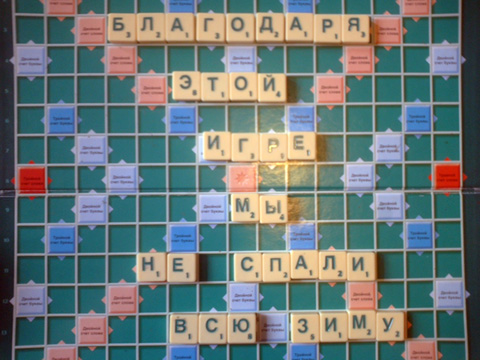 БЛАГОДАРЯ
ЭТОЙ
ИГРЕ
МЫ
НЕ СПАЛИ
ВСЮ ЗИМУ